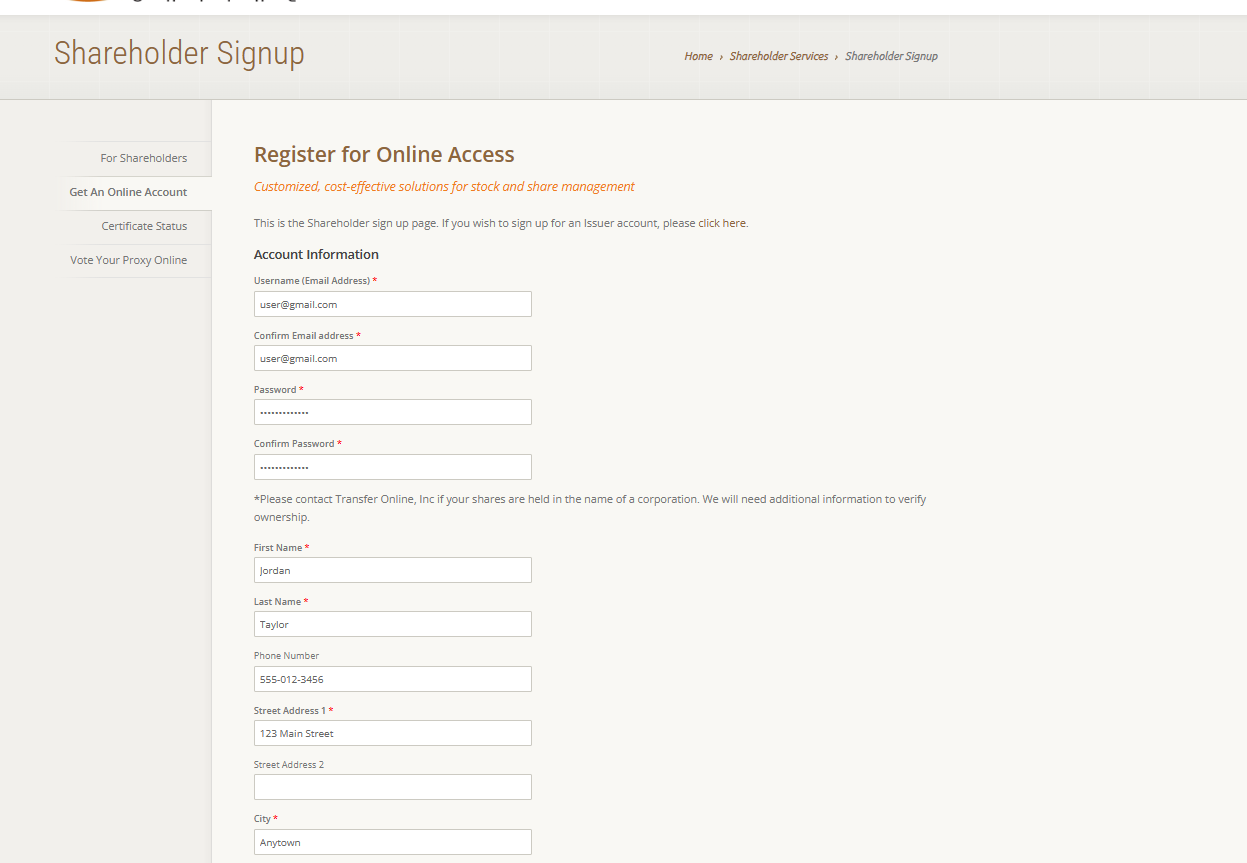 Shareholder Signup
Home › Shareholder Services › Shareholder Signup
For Shareholders
Get An Online Account
Certificate Status
Vote Your Proxy Online
Register for Online Access
Customized, cost-effective solutions for stock and share management
This is the Shareholder sign up page. If you wish to sign up for an Issuer account, please click here.
Account Information
Username (Email Address) *
user@gmail.com
Confirm Email address *
user@gmail.com
Password *
•••••••••••••
Confirm Password *
•••••••••••••
*Please contact Transfer Online, Inc if your shares are held in the name of a corporation. We will need additional information to verify
ownership.
First Name *
Jordan
Last Name *
Taylor
Phone Number
555-012-3456
Street Address 1 *
123 Main Street
Street Address 2
City *
Anytown